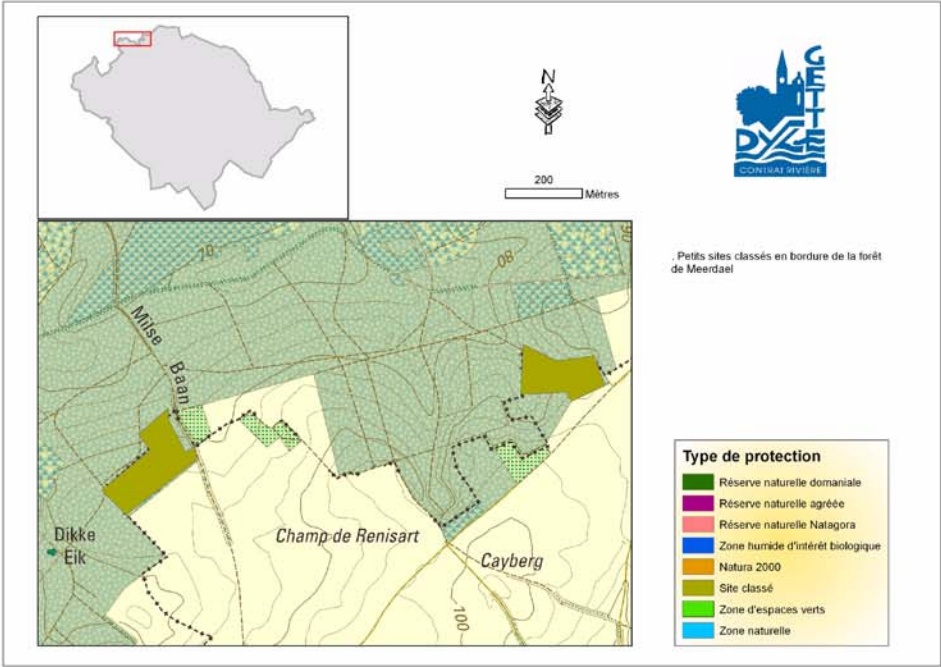 N
200
Mètres
GETTE
DYLE
CONTRAT RIVIÈRE
. Petits sites classés en bordure de la forêt
de Meerdael
70
80
90
Milse
Baan
Dikke
Eik
Champ de Renisart
Cayberg
100
Type de protection
Réserve naturelle domaniale
Réserve naturelle agréée
Réserve naturelle Natagora
Zone humide d'intérêt biologique
Natura 2000
Site classé
Zone d'espaces verts
Zone naturelle